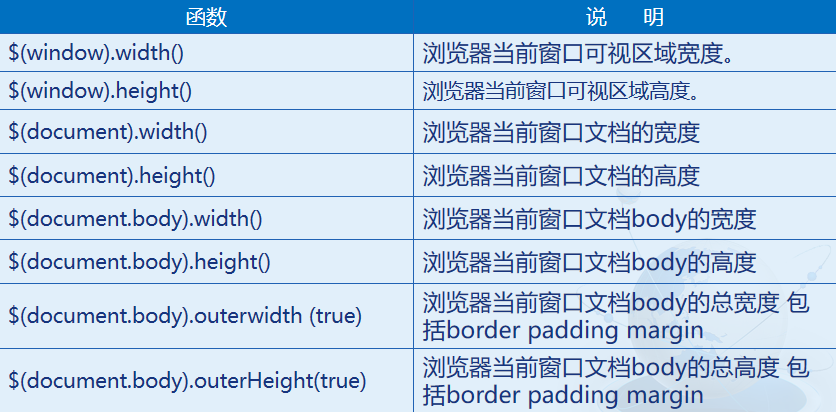 函数 说 明
$(window).width() 浏览器当前窗口可视区域宽度。
$(window).height() 浏览器当前窗口可视区域高度。
$(document).width() 浏览器当前窗口文档的宽度
$(document).height() 浏览器当前窗口文档的高度
$(document.body).width() 浏览器当前窗口文档body的宽度
$(document.body).height() 浏览器当前窗口文档body的高度
$(document.body).outerwidth (true) 浏览器当前窗口文档body的总宽度 包
括border padding margin
$(document.body).outerHeight(true) 浏览器当前窗口文档body的总高度 包
括border padding margin